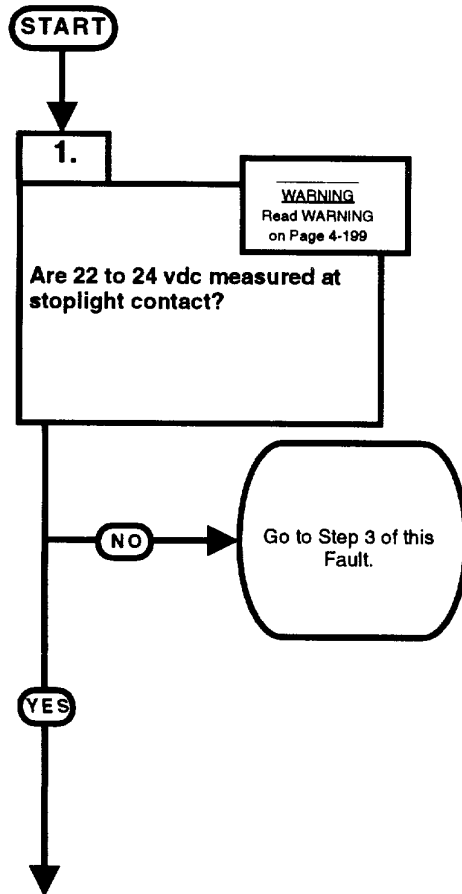 START
1.
WARNING
Read WARNING
on Page 4-199
Are 22 to 24 vdc measured at
stoplight contact?
NO
Go to Step 3 of this
Fault.
YES